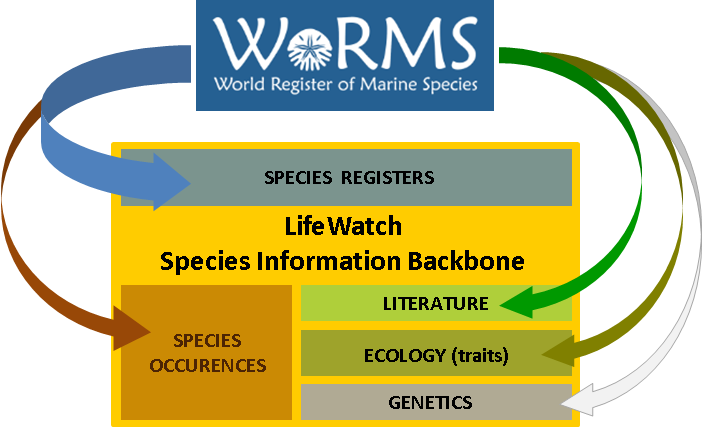 WoRMS
World Register of Marine Species
SPECIES REGISTERS
LifeWatch
Species Information Backbone
LITERATURE
SPECIES
OCCURENCES
ECOLOGY (traits)
GENETICS